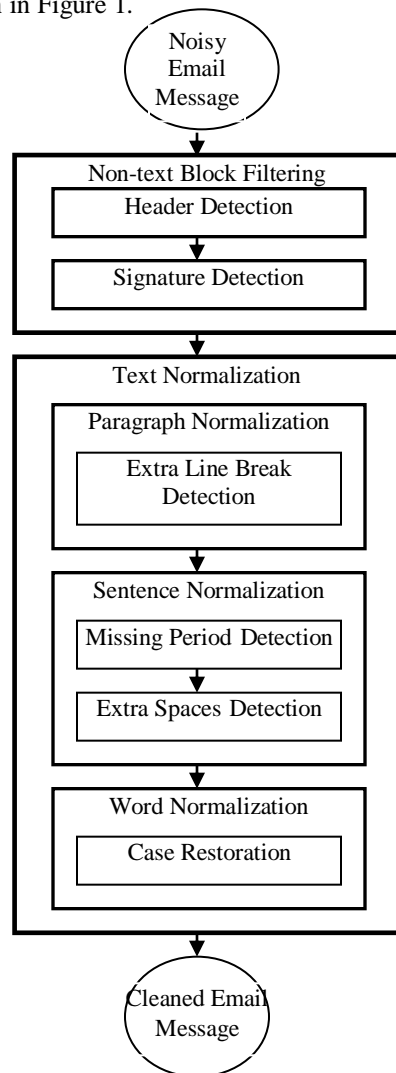 in Figure 1.
Noisy
Email
Message
Non-text Block Filtering
Header Detection
Signature Detection
Text Normalization
Paragraph Normalization
Extra Line Break
Detection
Sentence Normalization
Missing Period Detection
Extra Spaces Detection
Word Normalization
Case Restoration
Cleaned Email
Message